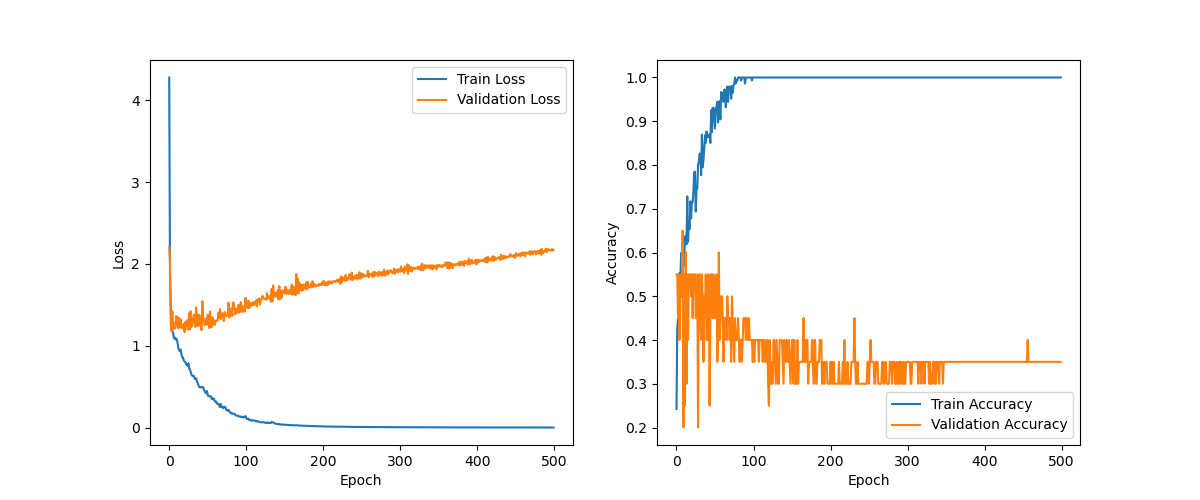 Train Loss
Validation Loss
4
3
2
1
0
Loss
0 100 200 300 400 500
Epoch
1.0
0.9
0.8
0.7
0.6
0.5
0.4
0.3
0.2
Accuracy
Train Accuracy
Validation Accuracy
0 100 200 300 400 500
Epoch